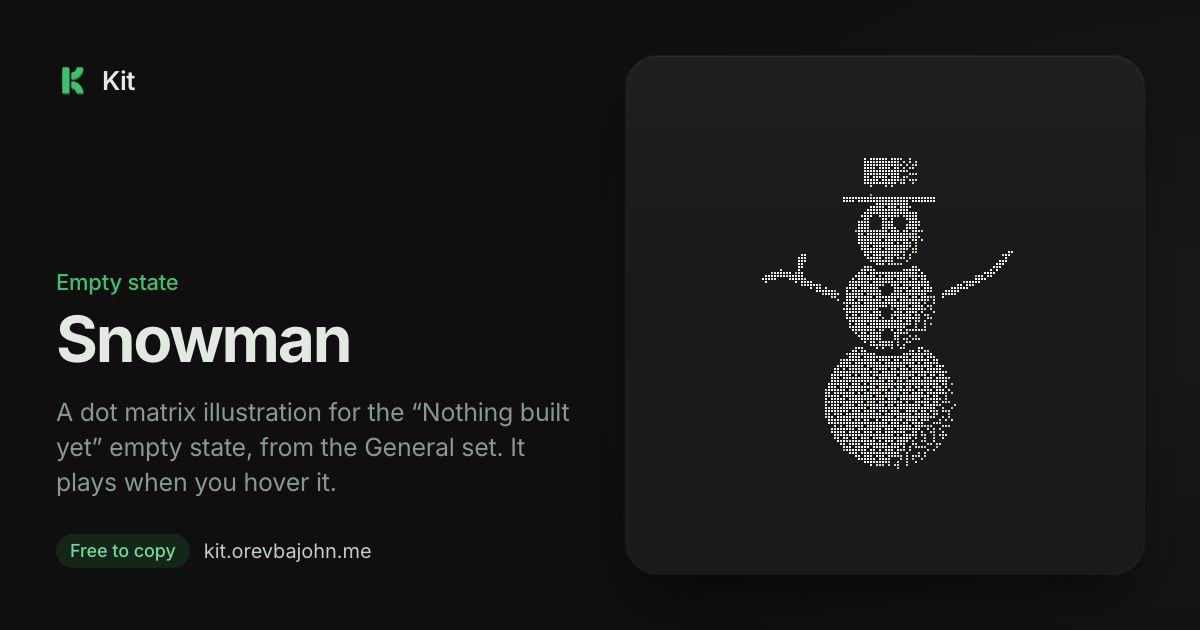 Kit
Empty state
Snowman
A dot matrix illustration for the “Nothing built
yet” empty state, from the General set. It
plays when you hover it.
Free to copy
kit.orevbajohn.me